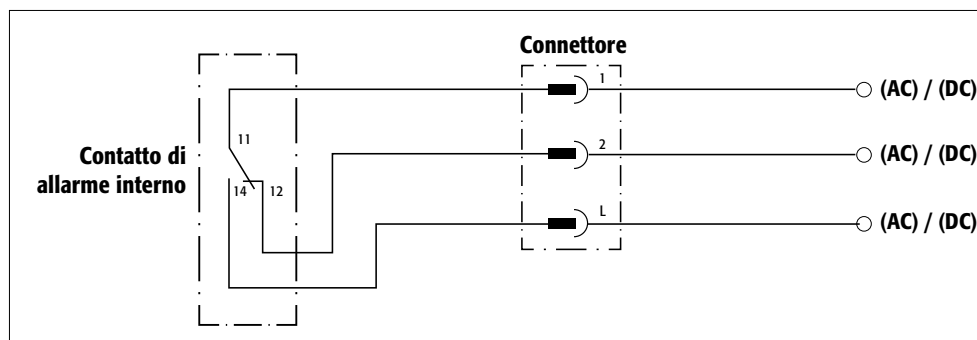 Connettore
1
(AC) / (DC)
11
2
(AC) / (DC)
Contatto di
allarme interno
14
12
L
(AC) / (DC)